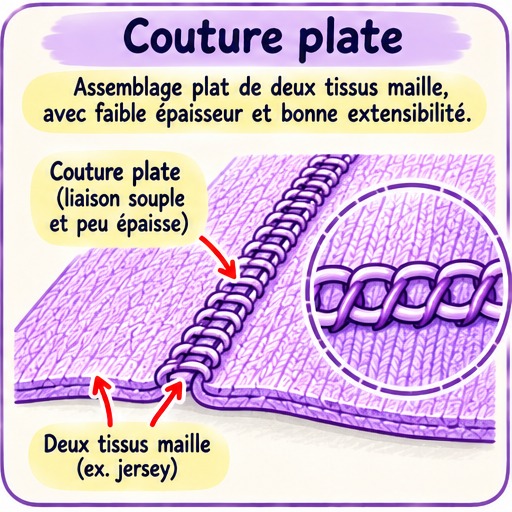 Couture plate
Assemblage plat de deux tissus maille,
avec faible épaisseur et bonne extensibilité.
Couture plate
(liaison souple
et peu épaisse)
Deux tissus maille
(ex. jersey)